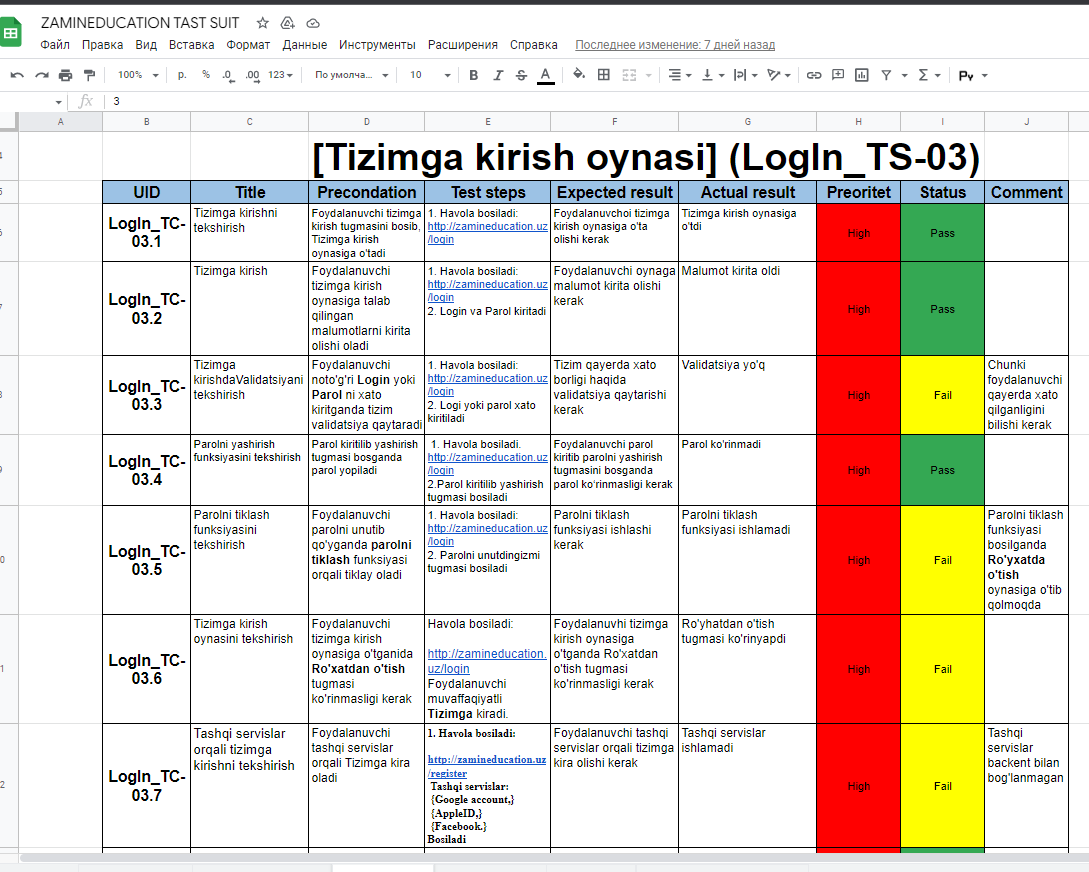 ZAMINEDUCATION TAST SUIT
Файл Правка Вид Вставка Формат Данные Инструменты Расширения Справка Последнее изменение: 7 дней назад
100% р. % .0 .00 123 По умолча... 10 B I S A Σ Pу
fx 3
A B C D E F G H I J
[Tizimga kirish oynasi] (LogIn_TS-03)
UID Title Precondation Test steps Expected result Actual result Preoritet Status Comment
LogIn_TC-
03.1
Tizimga kirishni
tekshirish
Foydalanuvchi tizimga
kirish tugmasini bosib,
Tizimga kirish
oynasiga o'tadi
1. Havola bosiladi:
http://zamineducation.uz
/login
Foydalanuvchoi tizimga
kirish oynasiga o'ta
olishi kerak
Tizimga kirish oynasiga
o'tdi
High
Pass
LogIn_TC-
03.2
Tizimga kirish
Foydalanuvchi
tizimga kirish
oynasiga talab
qilingan
malumotlarni kirita
olishi oladi
1. Havola bosiladi:
http://zamineducation.uz
/login
2. Login va Parol kiritadi
Foydalanuvchi oynaga
malumot kirita olishi
kerak
Malumot kirita oldi
High
Pass
LogIn_TC-
03.3
Tizimga
kirishdaValidatsiyani
tekshirish
Foydalanuvchi
noto'g'ri Login yoki
Parol ni xato
kiritganda tizim
validatsiya qaytaradi
1. Havola bosiladi:
http://zamineducation.uz
/login
2. Logi yoki parol xato
kiritiladi
Tizim qayerda xato
borligi haqida
validatsiya qaytarishi
kerak
Validatsiya yo'q
High
Fail
Chunki
foydalanuvchi
qayerda xato
qilganligini
bilishi kerak
LogIn_TC-
03.4
Parolni yashirish
funksiyasini tekshirish
Parol kiritilib yashirish
tugmasi bosganda
parol yopiladi
1. Havola bosiladi.
http://zamineducation.uz
/login
2.Parol kiritilib yashirish
tugmasi bosiladi
Foydalanuvchi parol
kiritib parolni yashirish
tugmasini bosganda
parol ko'rinmasligi kerak
Parol ko'rinmadi
High
Pass
LogIn_TC-
03.5
Parolni tiklash
funksiyasini
tekshirish
Foydalanuvchi
parolni unutib
qo'yganda parolni
tiklash funksiyasi
orqali tiklay oladi
1. Havola bosiladi:
http://zamineducation.uz
/login
2. Parolni unutdingizmi
tugmasi bosiladi
Parolni tiklash
funksiyasi ishlashi
kerak
Parolni tiklash
funksiyasi ishlamadi
High
Fail
Parolni tiklash
funksiyasi
bosilganda
Ro'yxatda
o'tish
oynasiga o'tib
qolmoqda
LogIn_TC-
03.6
Tizimga kirish
oynasini tekshirish
Foydalanuvchi
tizimga kirish
oynasiga o'tganida
Ro'xatdan o'tish
tugmasi
ko'rinmasligi kerak
Havola bosiladi:
http://zamineducation.
uz/login
Foydalanuvchi
muvaffaqiyatli
Tizimga kiradi.
Foydalanuvhi tizimga
kirish oynasiga
o'tganda Ro'xatdan
o'tish tugmasi
ko'rinmasligi kerak
Ro'yhatdan o'tish
tugmasi ko'rinyapdi
High
Fail
LogIn_TC-
03.7
Tashqi servislar
orqali tizimga
kirishni tekshirish
Foydalanuvchi
tashqi servislar
orqali Tizimga kira
oladi
1. Havola bosiladi:
http://zamineducation.uz
/register
Tashqi servislar:
{Google account,}
{AppleID,}
{Facebook.}
Bosiladi
Foydalanuvchi tashqi
servislar orqali tizimga
kira olishi kerak
Tashqi servislar
ishlamadi
High
Fail
Tashqi
servislar
backent bilan
bog'lanmagan